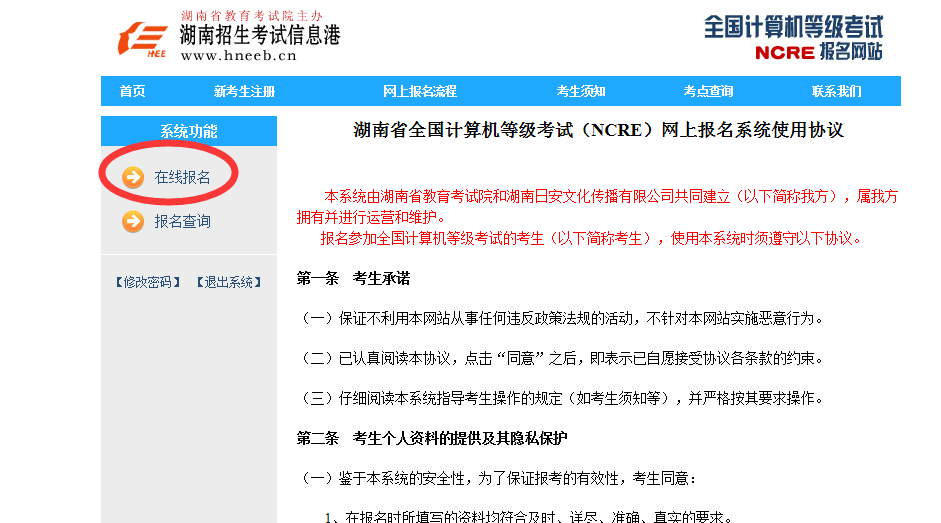 湖南省教育考试院主办
湖南招生考试信息港
HEE
www.hneeb.cn
全国计算机等级考试
NCRE 报名网站
首页 新考生注册 网上报名流程 考生须知 考点查询 联系我们
系统功能
在线报名
报名查询
【修改密码】 【退出系统】
湖南省全国计算机等级考试（NCRE）网上报名系统使用协议
本系统由湖南省教育考试院和湖南日安文化传播有限公司共同建立（以下简称我方），属我方
拥有并进行运营和维护。
报名参加全国计算机等级考试的考生（以下简称考生），使用本系统时须遵守以下协议。
第一条 考生承诺
（一）保证不利用本网站从事任何违反政策法规的活动，不针对本网站实施恶意行为。
（二）已认真阅读本协议，点击“同意”之后，即表示已自愿接受协议各条款的约束。
（三）仔细阅读本系统指导考生操作的规定（如考生须知等），并严格按其要求操作。
第二条 考生个人资料的提供及其隐私保护
（一）鉴于本系统的安全性，为了保证报考的有效性，考生同意：
1、在报名时所填写的资料均符合及时、详尽、准确、真实的要求。